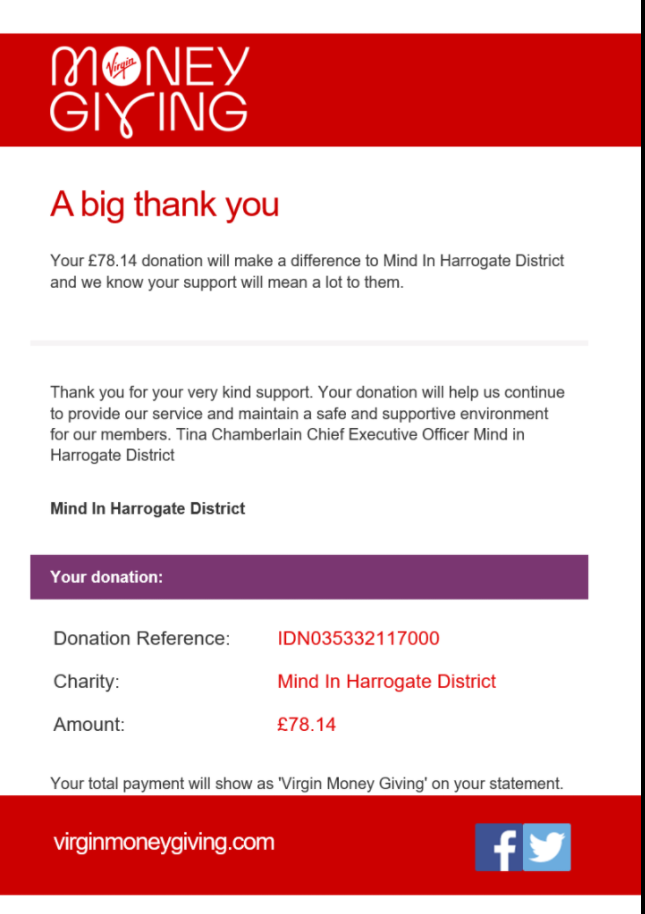 MONEY
Virgin
GIVING
A big thank you
Your £78.14 donation will make a difference to Mind In Harrogate District
and we know your support will mean a lot to them.
Thank you for your very kind support. Your donation will help us continue
to provide our service and maintain a safe and supportive environment
for our members. Tina Chamberlain Chief Executive Officer Mind in
Harrogate District
Mind In Harrogate District
Your donation:
Donation Reference: IDN035332117000
Charity: Mind In Harrogate District
Amount: £78.14
Your total payment will show as 'Virgin Money Giving' on your statement.
virginmoneygiving.com